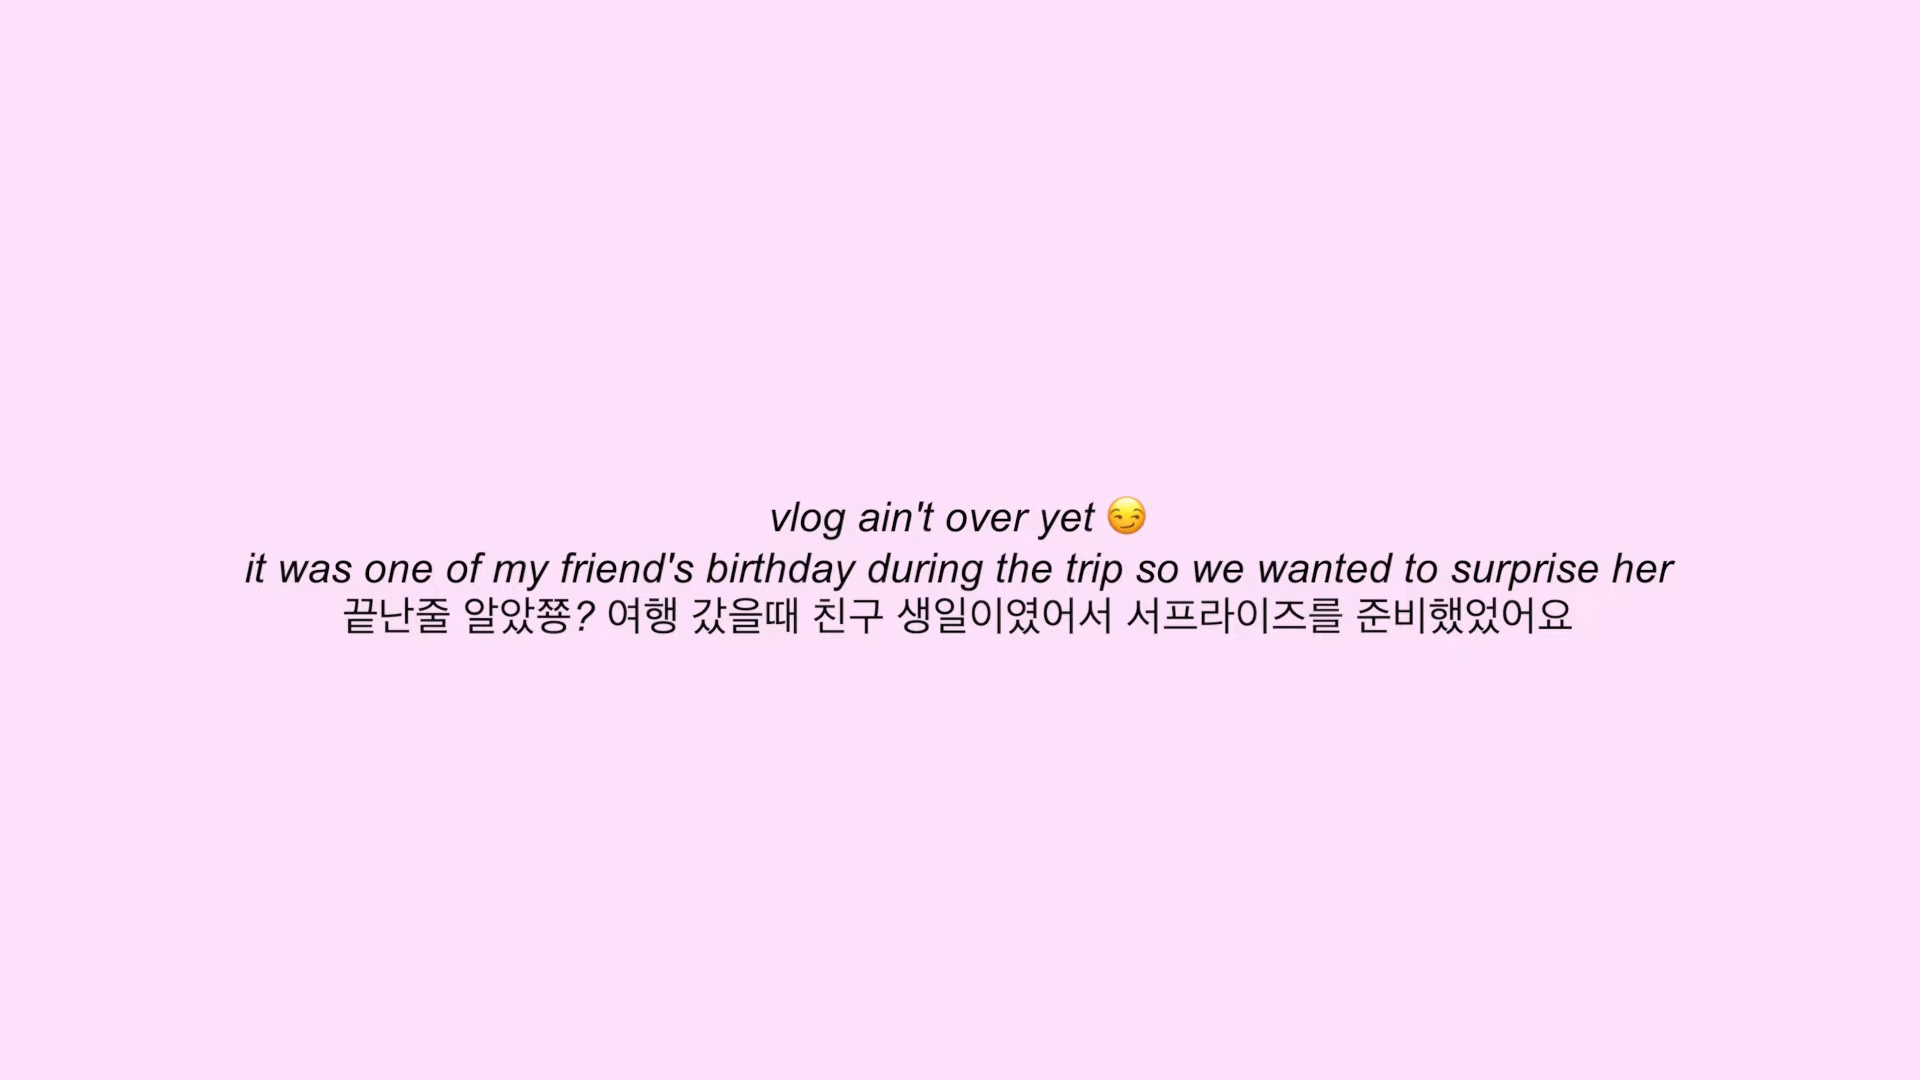 vlog ain't over yet 😏
it was one of my friend's birthday during the trip so we wanted to surprise her
끝난줄 알았쫑? 여행 갔을때 친구 생일이였어서 서프라이즈를 준비했었어요